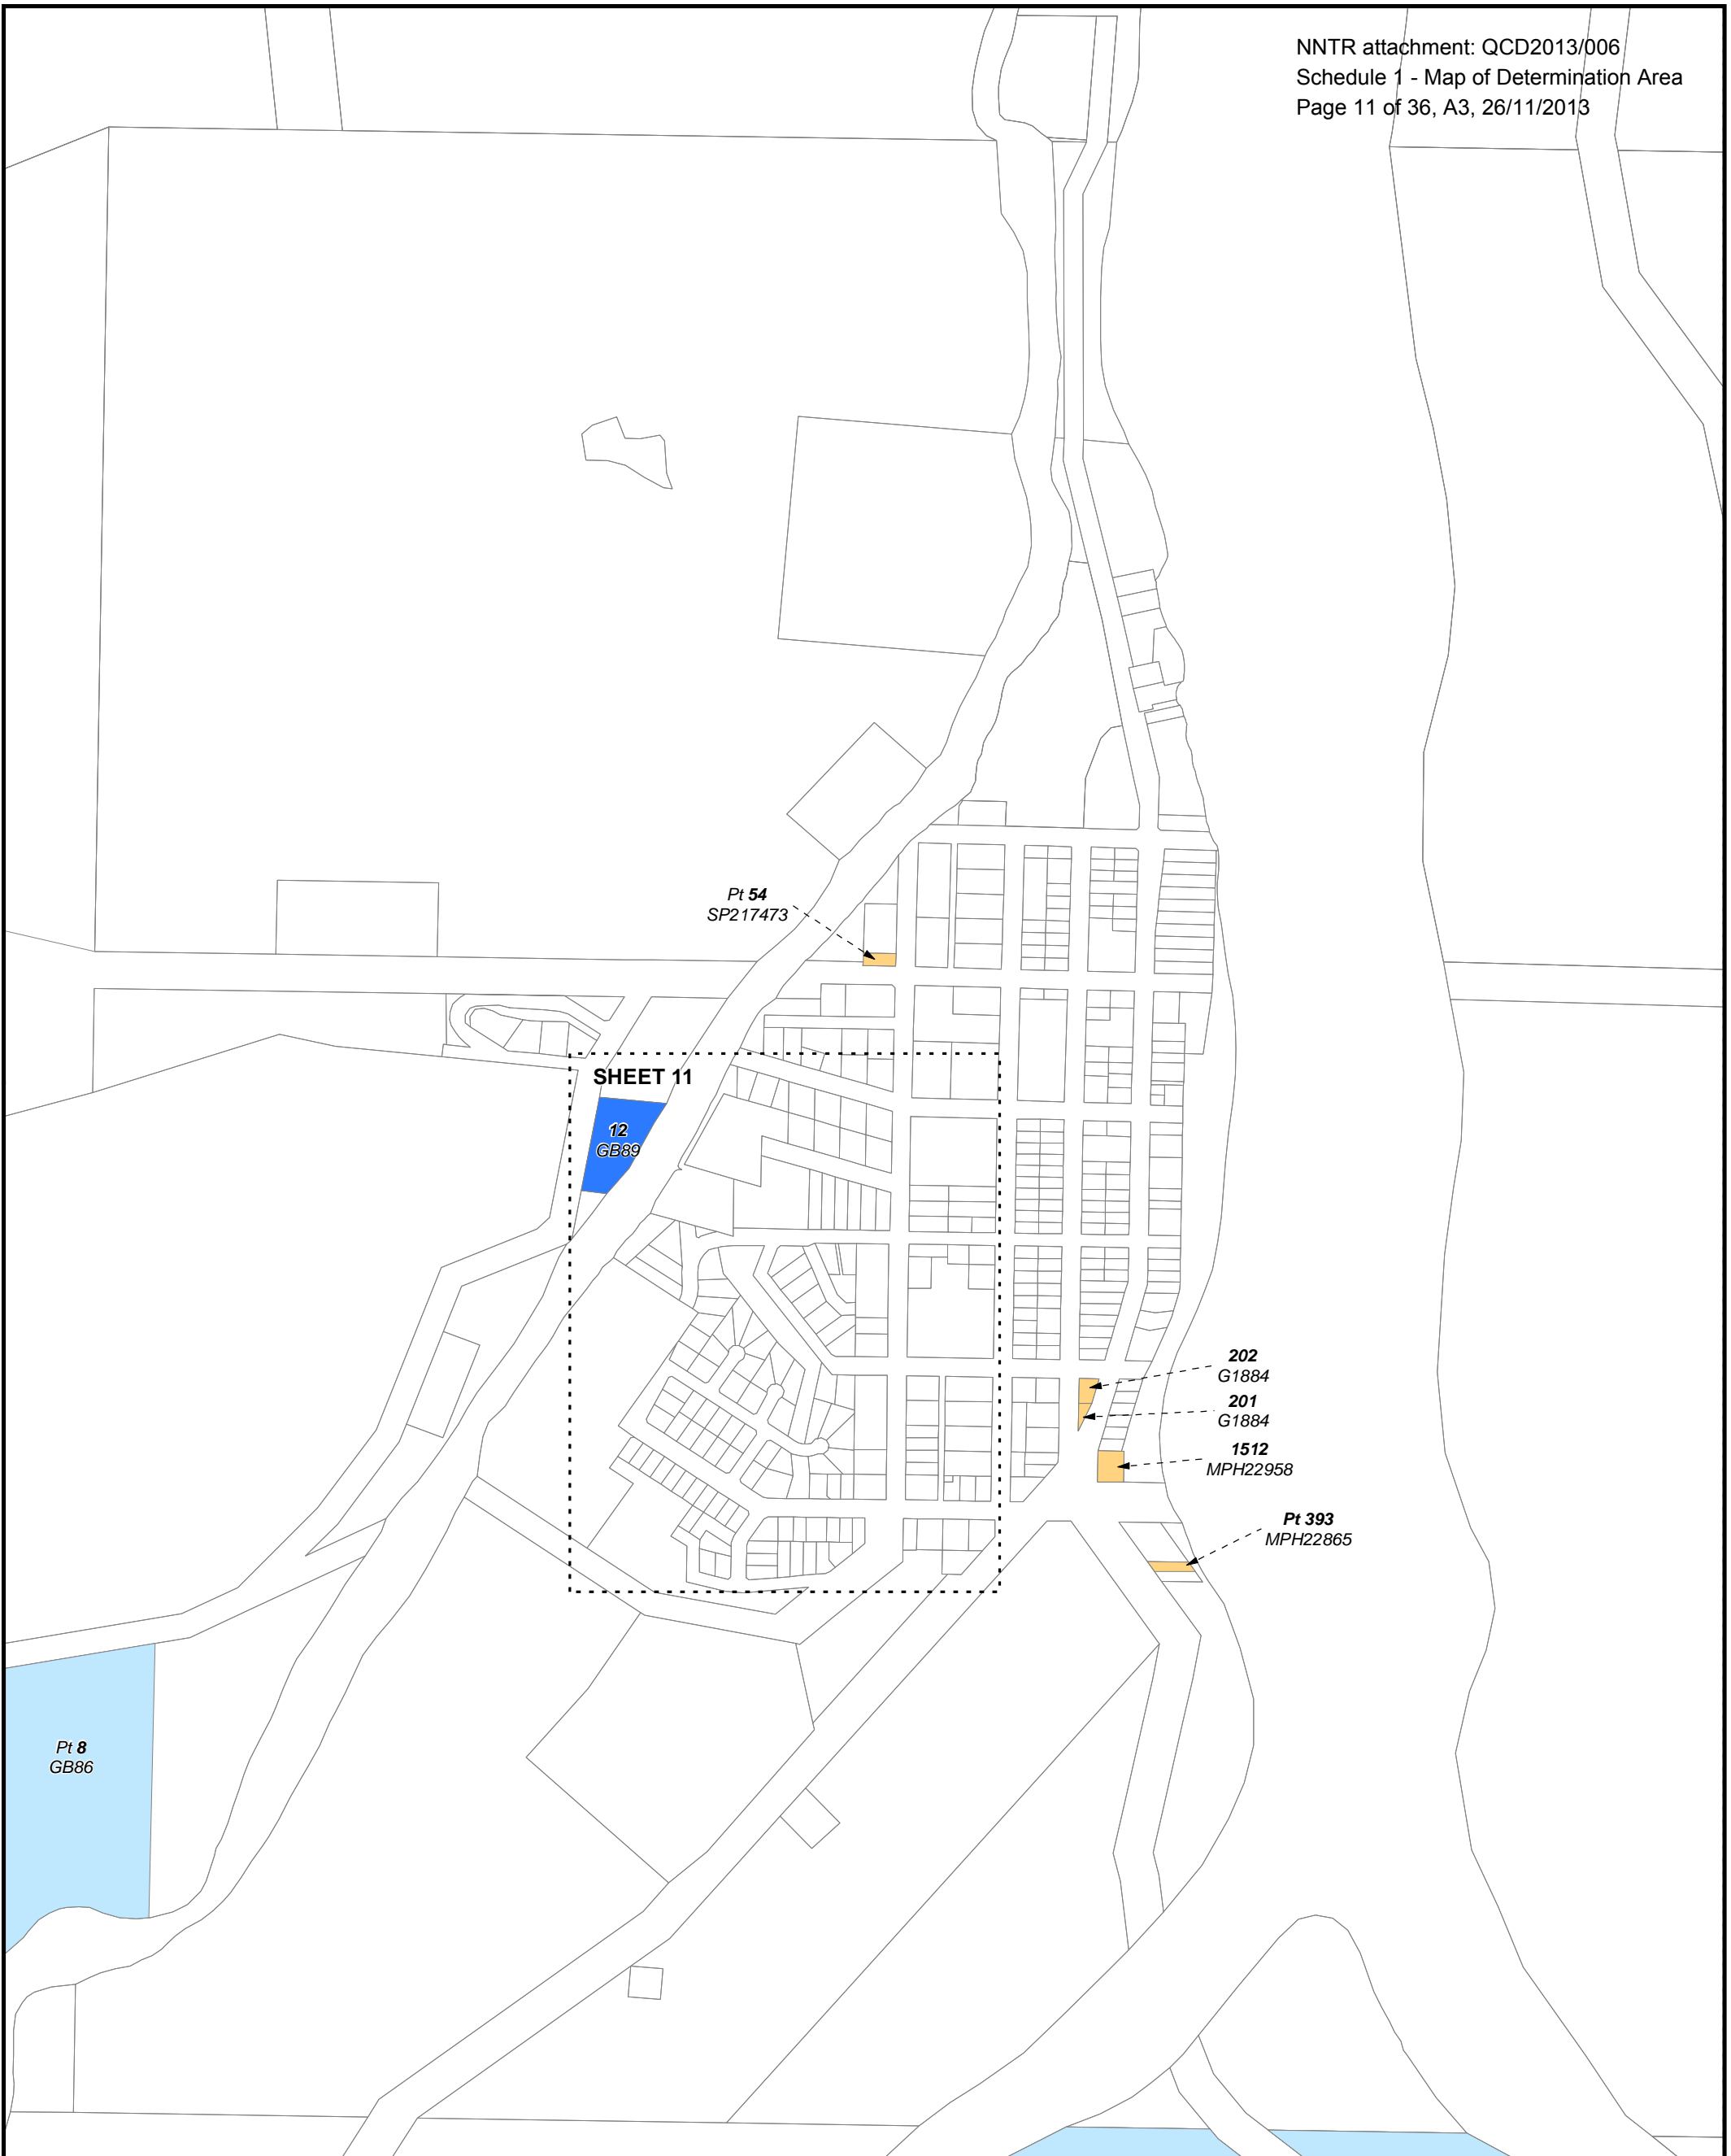 NNTR attachment: QCD2013/006
Schedule 1 - Map of Determination Area
Page 11 of 36, A3, 26/11/2013
Pt 54
SP217473
SHEET 11
12
GB89
202
G1884
201
G1884
1512
MPH22958
Pt 393
MPH22865
Pt 8
GB86